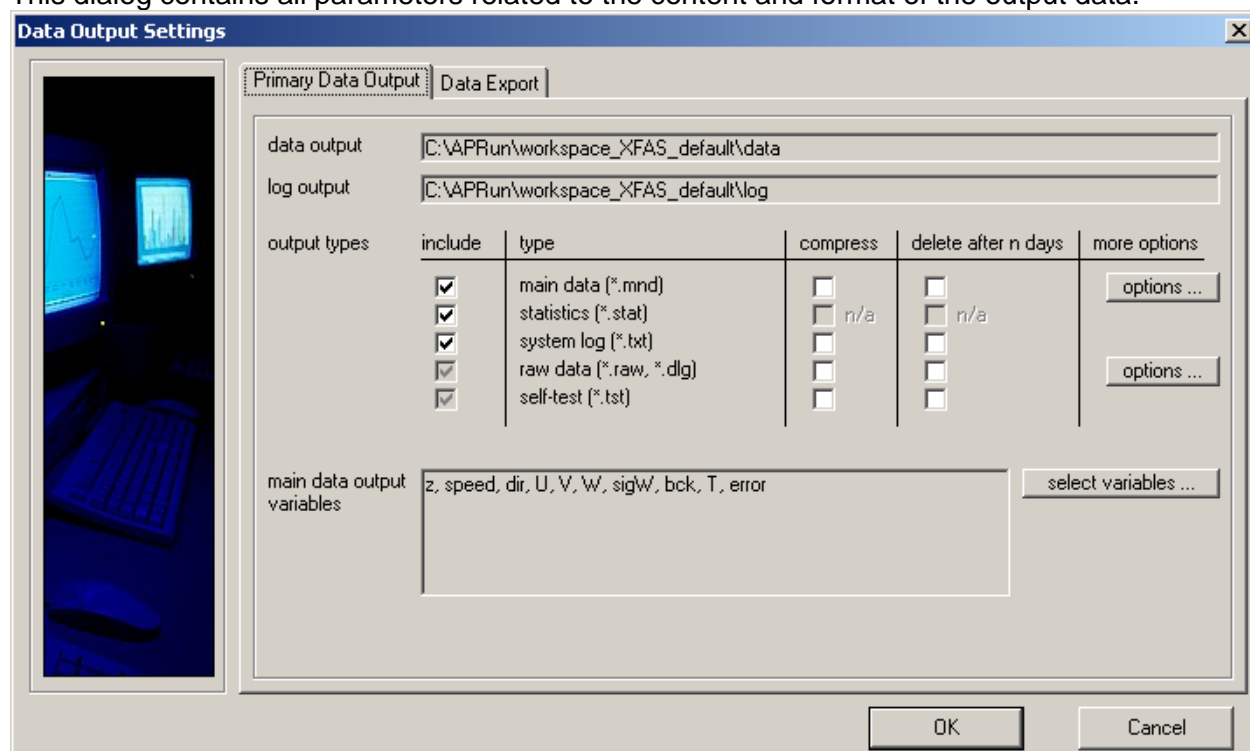 This dialog contains all parameters related to the content and format of the output data.
Data Output Settings
Primary Data Output Data Export
data output C:\APRun\workspace_XFAS_default\data
log output C:\APRun\workspace_XFAS_default\log
output types include type compress delete after n days more options
main data (*.mnd) options ...
statistics (*.stat) n/a n/a
system log (*.txt)
raw data (*.raw, *.dlg) options ...
self-test (*.tst)
main data output z, speed, dir, U, V, W, sigW, bck, T, error select variables ...
variables
OK Cancel